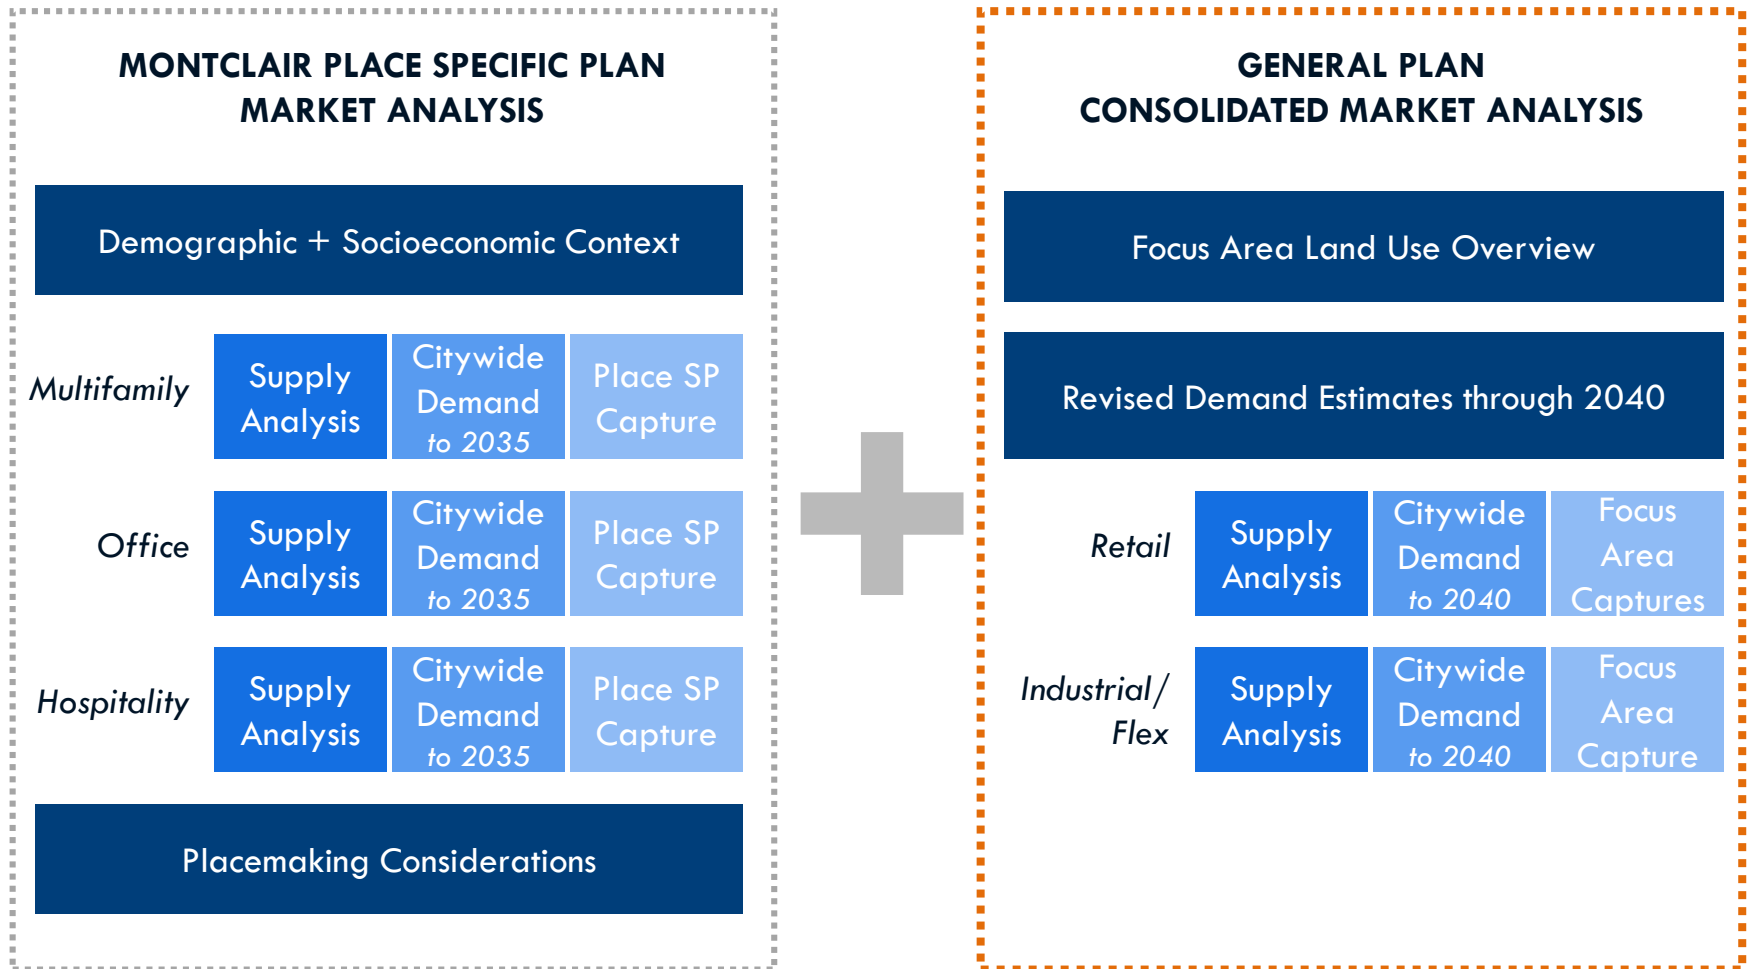 MONTCLAIR PLACE SPECIFIC PLAN
MARKET ANALYSIS
Demographic + Socioeconomic Context
Multifamily
Supply
Analysis
Citywide
Demand
to 2035
Place SP
Capture
Office
Supply
Analysis
Citywide
Demand
to 2035
Place SP
Capture
Hospitality
Supply
Analysis
Citywide
Demand
to 2035
Place SP
Capture
Placemaking Considerations
GENERAL PLAN
CONSOLIDATED MARKET ANALYSIS
Focus Area Land Use Overview
Revised Demand Estimates through 2040
Retail
Supply
Analysis
Citywide
Demand
to 2040
Focus
Area
Captures
Industrial/
Flex
Supply
Analysis
Citywide
Demand
to 2040
Focus
Area
Capture